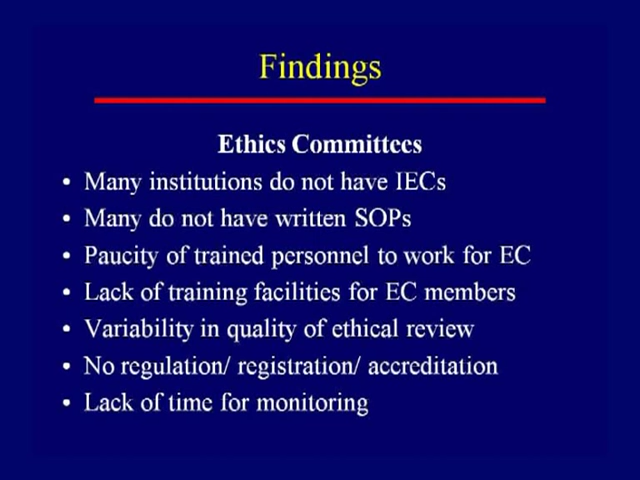 Findings
Ethics Committees
• Many institutions do not have IECs
• Many do not have written SOPs
• Paucity of trained personnel to work for EC
• Lack of training facilities for EC members
• Variability in quality of ethical review
• No regulation/ registration/ accreditation
• Lack of time for monitoring